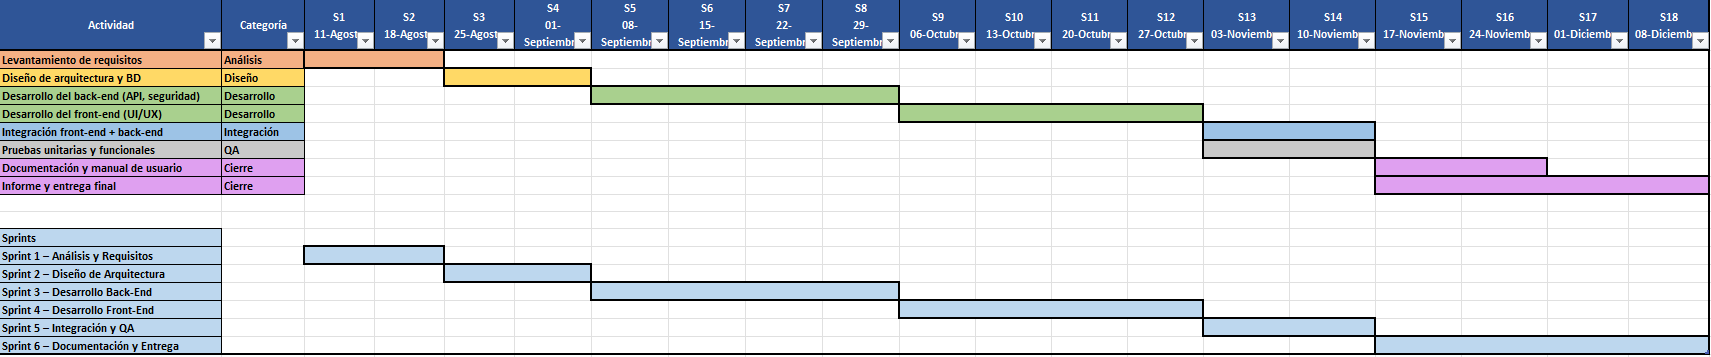 Actividad Categoría S1 S2 S3 S4 S5 S6 S7 S8 S9 S10 S11 S12 S13 S14 S15 S16 S17 S18
11-Agost 18-Agost 25-Agost 01-Septiembr 08-Septiembr 15-Septiembr 22-Septiembr 29-Septiembr 06-Octubr 13-Octubr 20-Octubr 27-Octubr 03-Noviemb 10-Noviemb 17-Noviemb 24-Noviemb 01-Diciemb 08-Diciemb
Levantamiento de requisitos Análisis
Diseño de arquitectura y BD Diseño
Desarrollo del back-end (API, seguridad) Desarrollo
Desarrollo del front-end (UI/UX) Desarrollo
Integración front-end + back-end Integración
Pruebas unitarias y funcionales QA
Documentación y manual de usuario Cierre
Informe y entrega final Cierre
Sprints
Sprint 1 – Análisis y Requisitos
Sprint 2 – Diseño de Arquitectura
Sprint 3 – Desarrollo Back-End
Sprint 4 – Desarrollo Front-End
Sprint 5 – Integración y QA
Sprint 6 – Documentación y Entrega